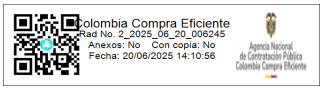 Colombia Compra Eficiente
Rad No. 2_2025_06_20_006245
Anexos: No Con copia: No
Fecha: 20/06/2025 14:10:56
Agencia Nacional
de Contratación Pública
Colombia Compra Eficiente